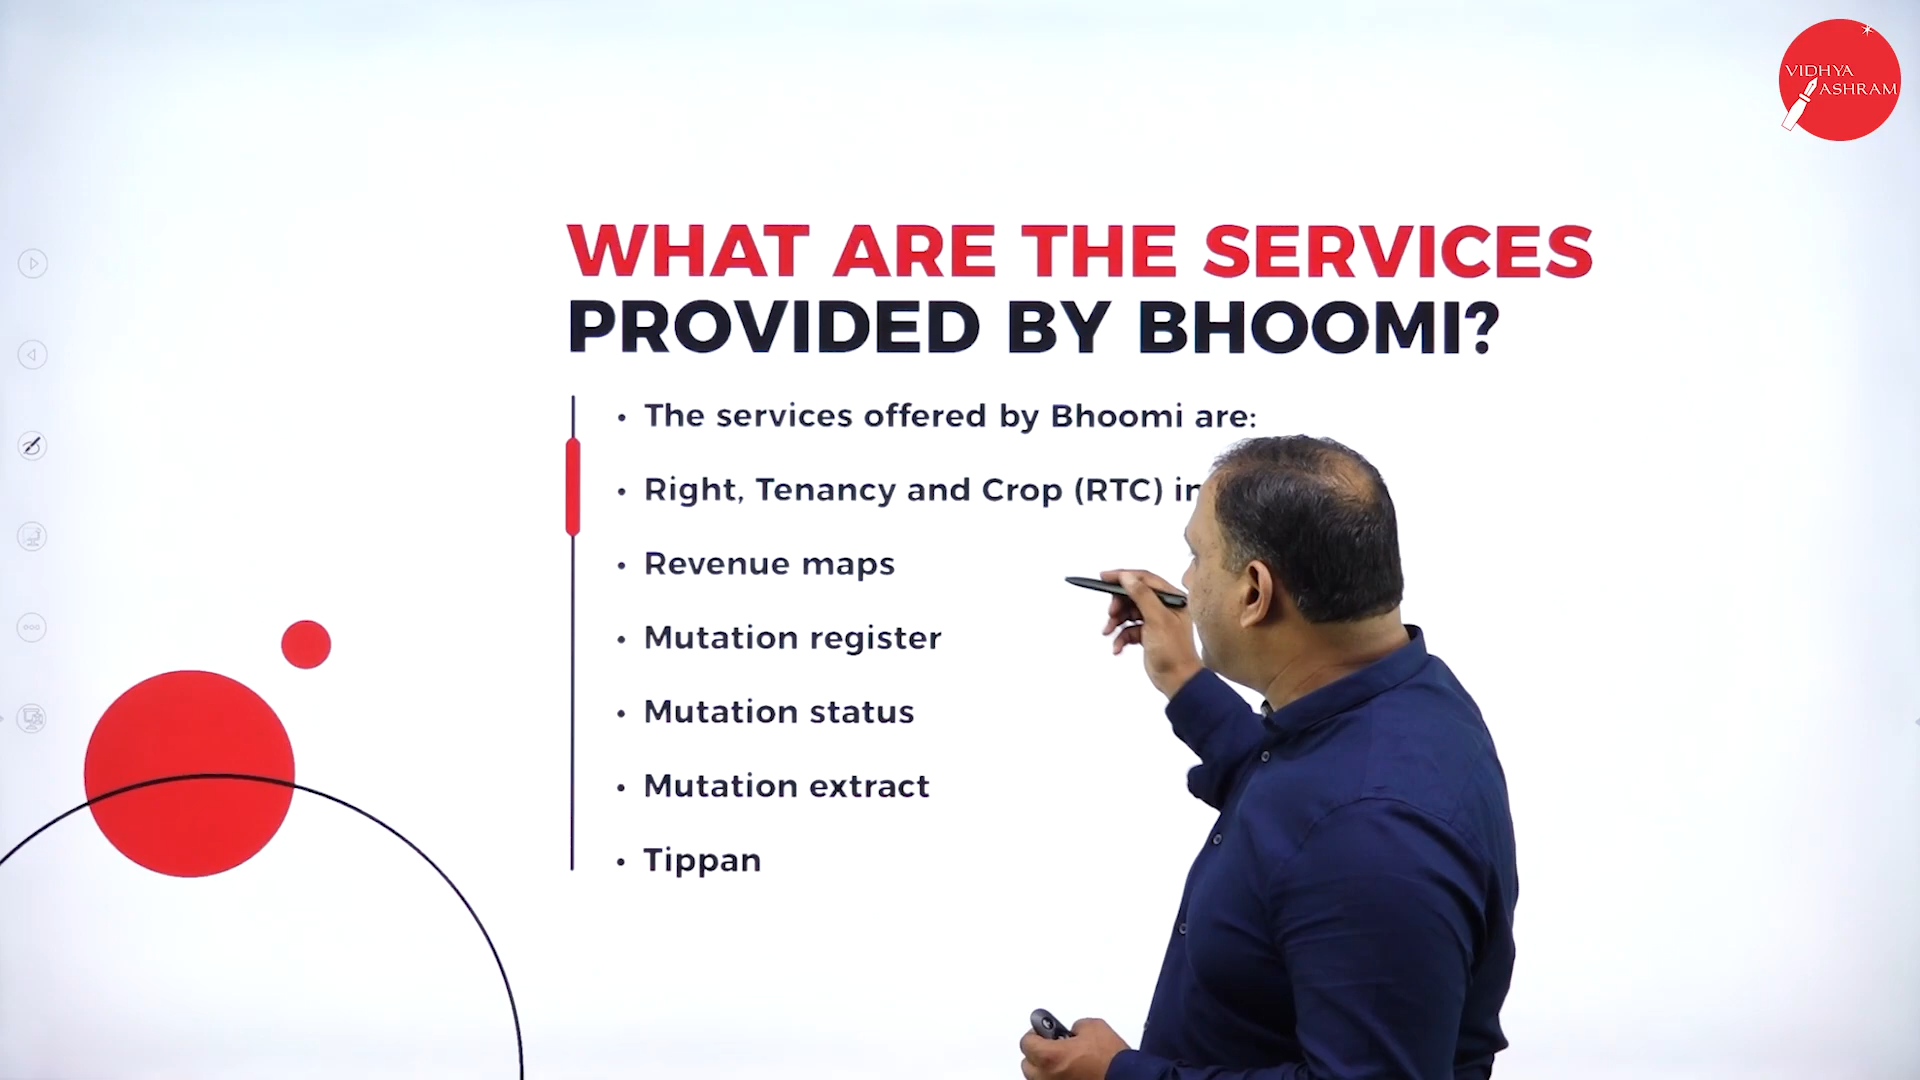 VIDHYA
ASHRAM
WHAT ARE THE SERVICES
PROVIDED BY BHOOMI?
• The services offered by Bhoomi are:
• Right, Tenancy and Crop (RTC)
• Revenue maps
• Mutation register
• Mutation status
• Mutation extract
• Tippan